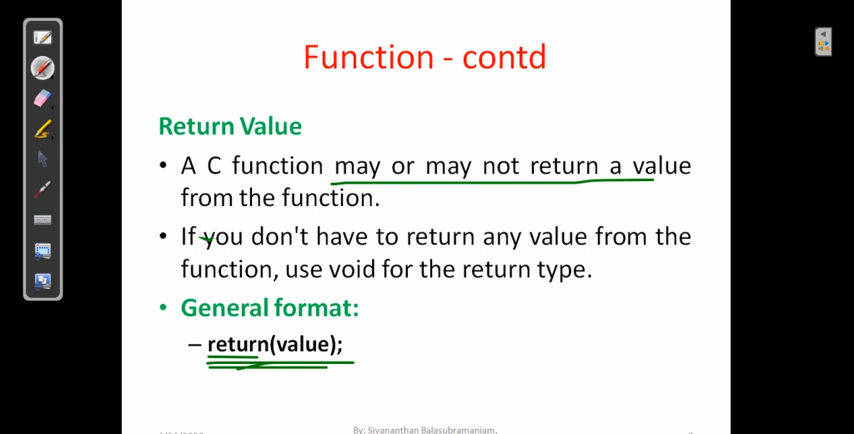 Function - contd
Return Value
• A C function may or may not return a value
from the function.
• If you don't have to return any value from the
function, use void for the return type.
• General format:
– return(value);
By: Sivananthan Balasubramaniam,